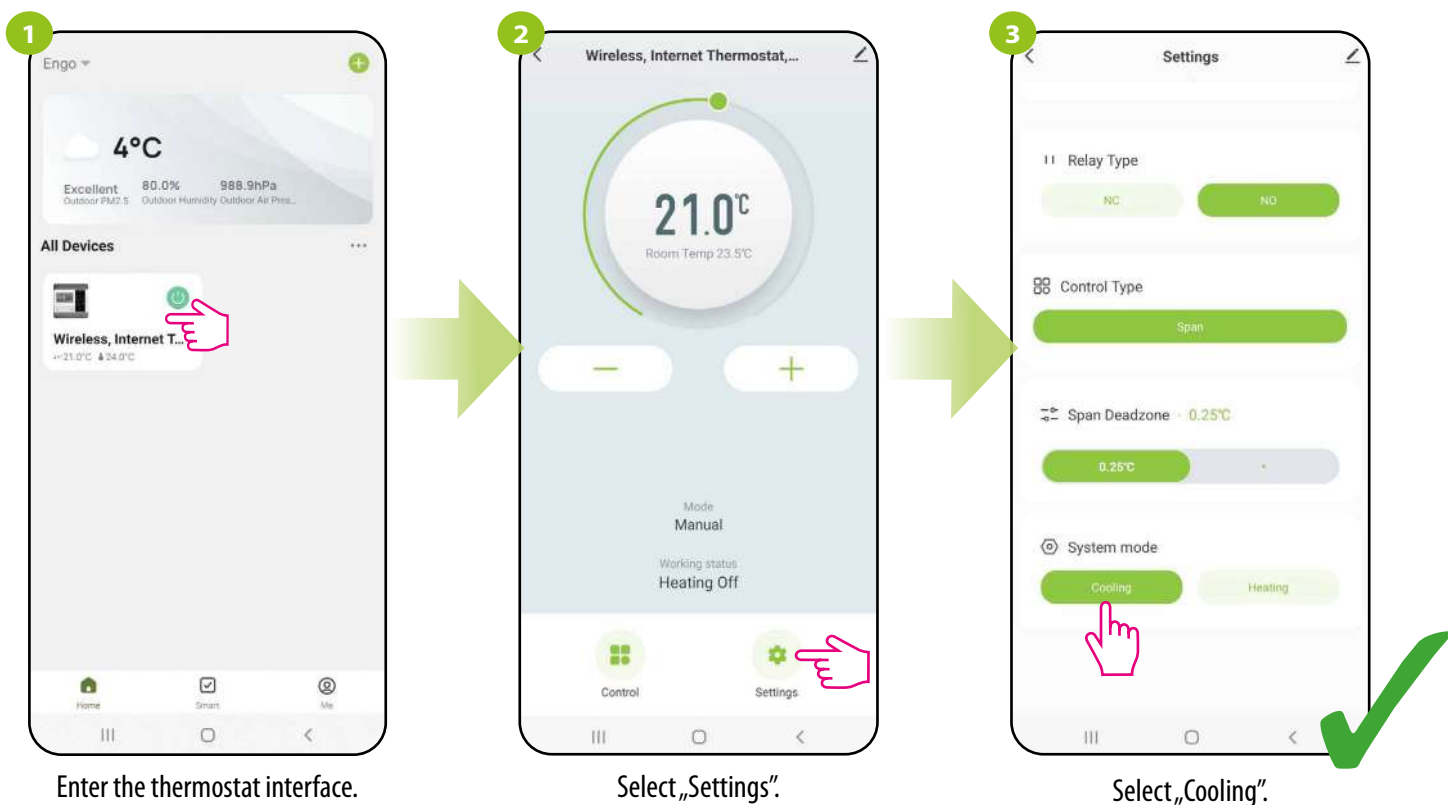 1
Engo
4°C
Excellent 80.0% 988.9hPa
Outdoor PM2.5 Outdoor Humidity Outdoor Air Pres...
All Devices
Wireless, Internet T...
21.0°C 24.0°C
Home Smart Me
Enter the thermostat interface.
2
Wireless, Internet Thermostat,...
21.0°C
Room Temp 23.5°C
Mode
Manual
Working status
Heating Off
Control Settings
Select „Settings”.
3
Settings
Relay Type
NC NO
Control Type
Span
Span Deadzone · 0.25°C
0.25°C
System mode
Cooling Heating
Select „Cooling”.